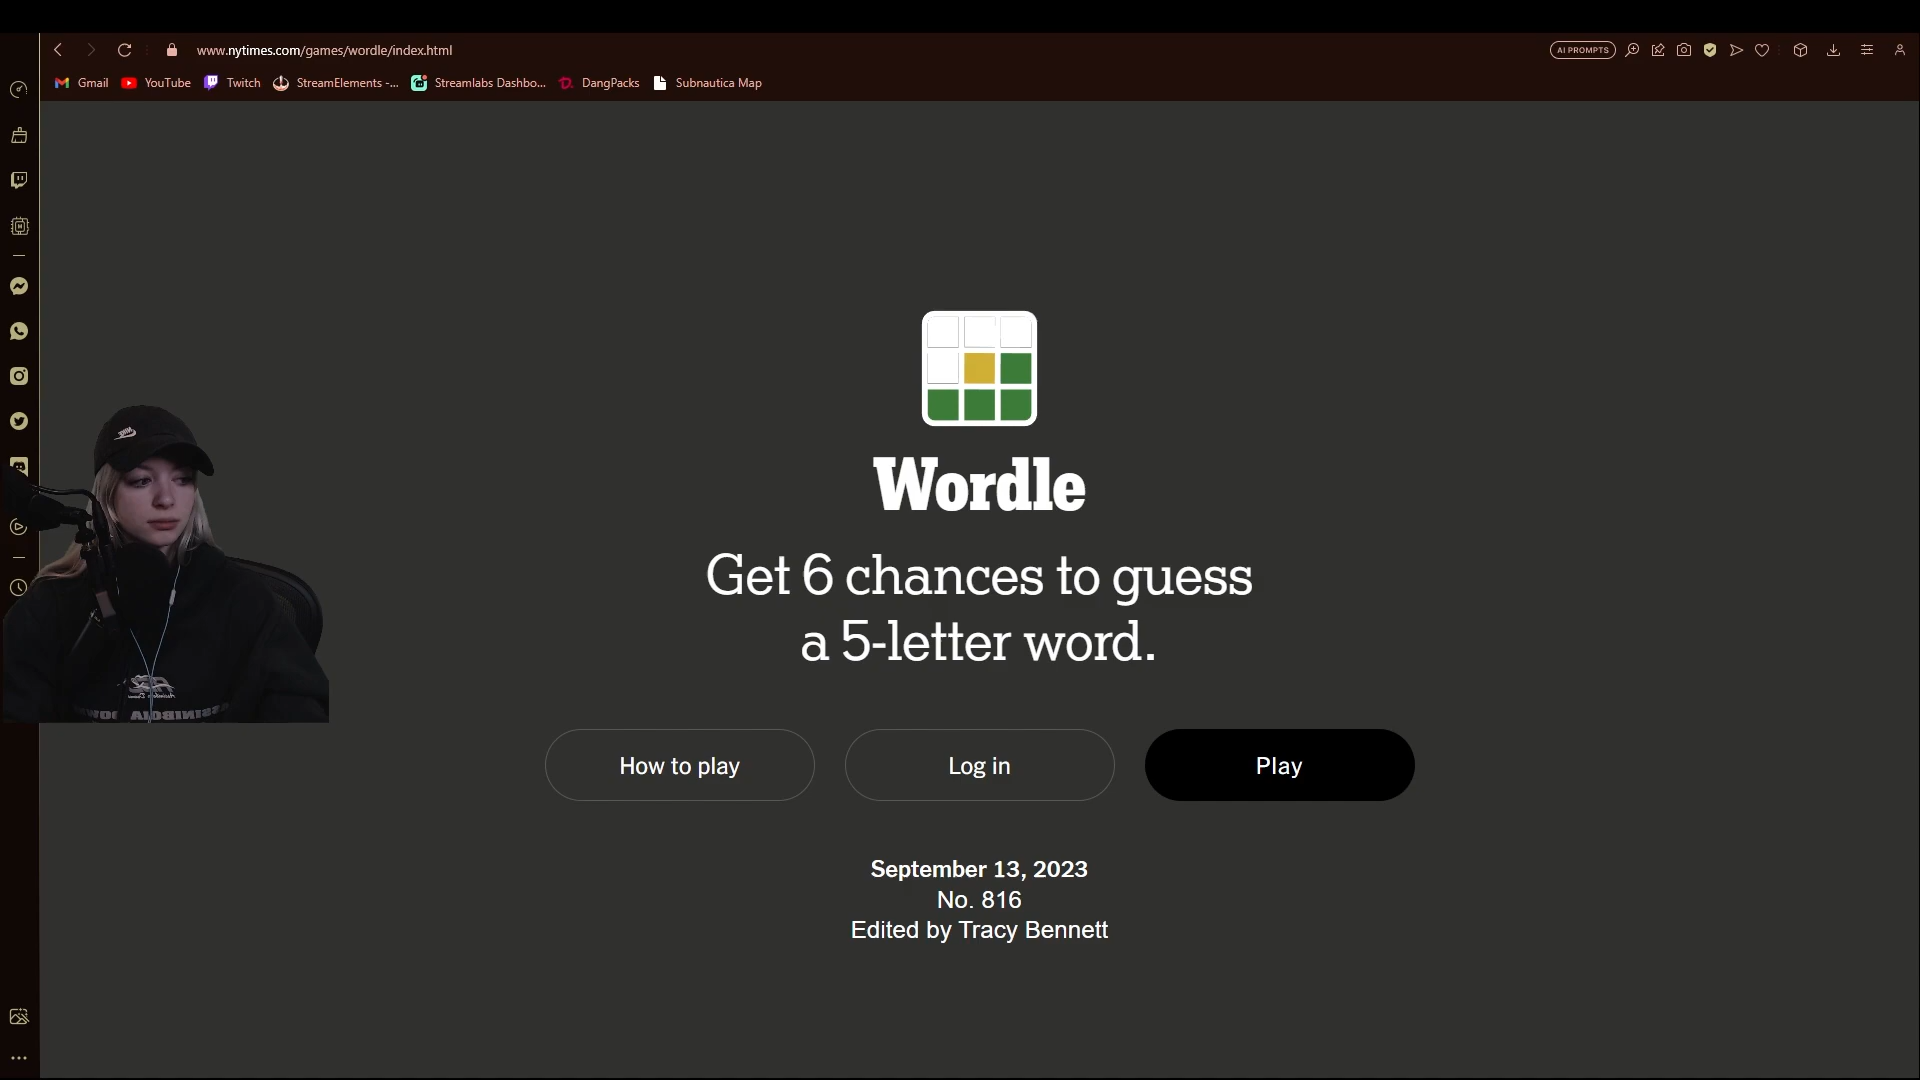 www.nytimes.com/games/wordle/index.html
AI PROMPTS
Gmail YouTube Twitch StreamElements -... Streamlabs Dashbo... DangPacks Subnautica Map
Wordle
Get 6 chances to guess
a 5-letter word.
How to play
Log in
Play
September 13, 2023
No. 816
Edited by Tracy Bennett